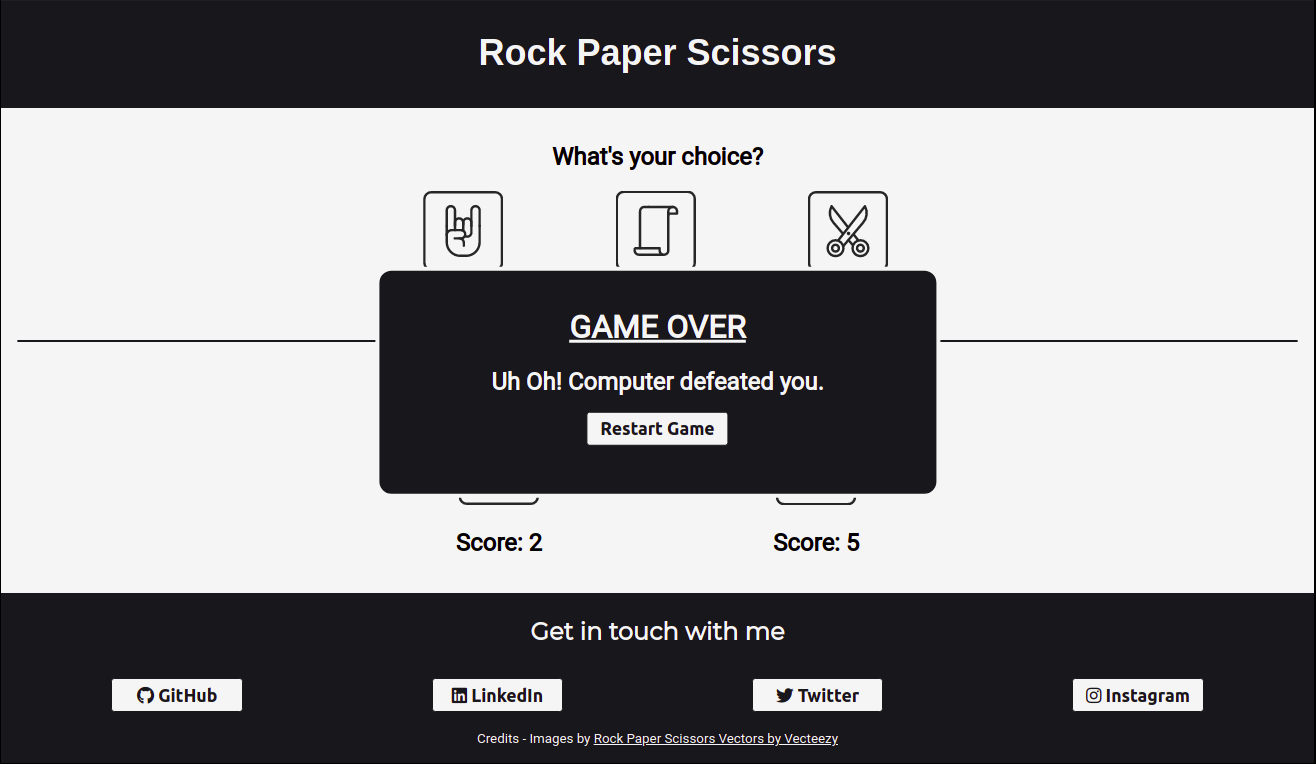 Rock Paper Scissors
What's your choice?
GAME OVER
Uh Oh! Computer defeated you.
Restart Game
Score: 2 Score: 5
Get in touch with me
GitHub LinkedIn Twitter Instagram
Credits - Images by Rock Paper Scissors Vectors by Vecteezy